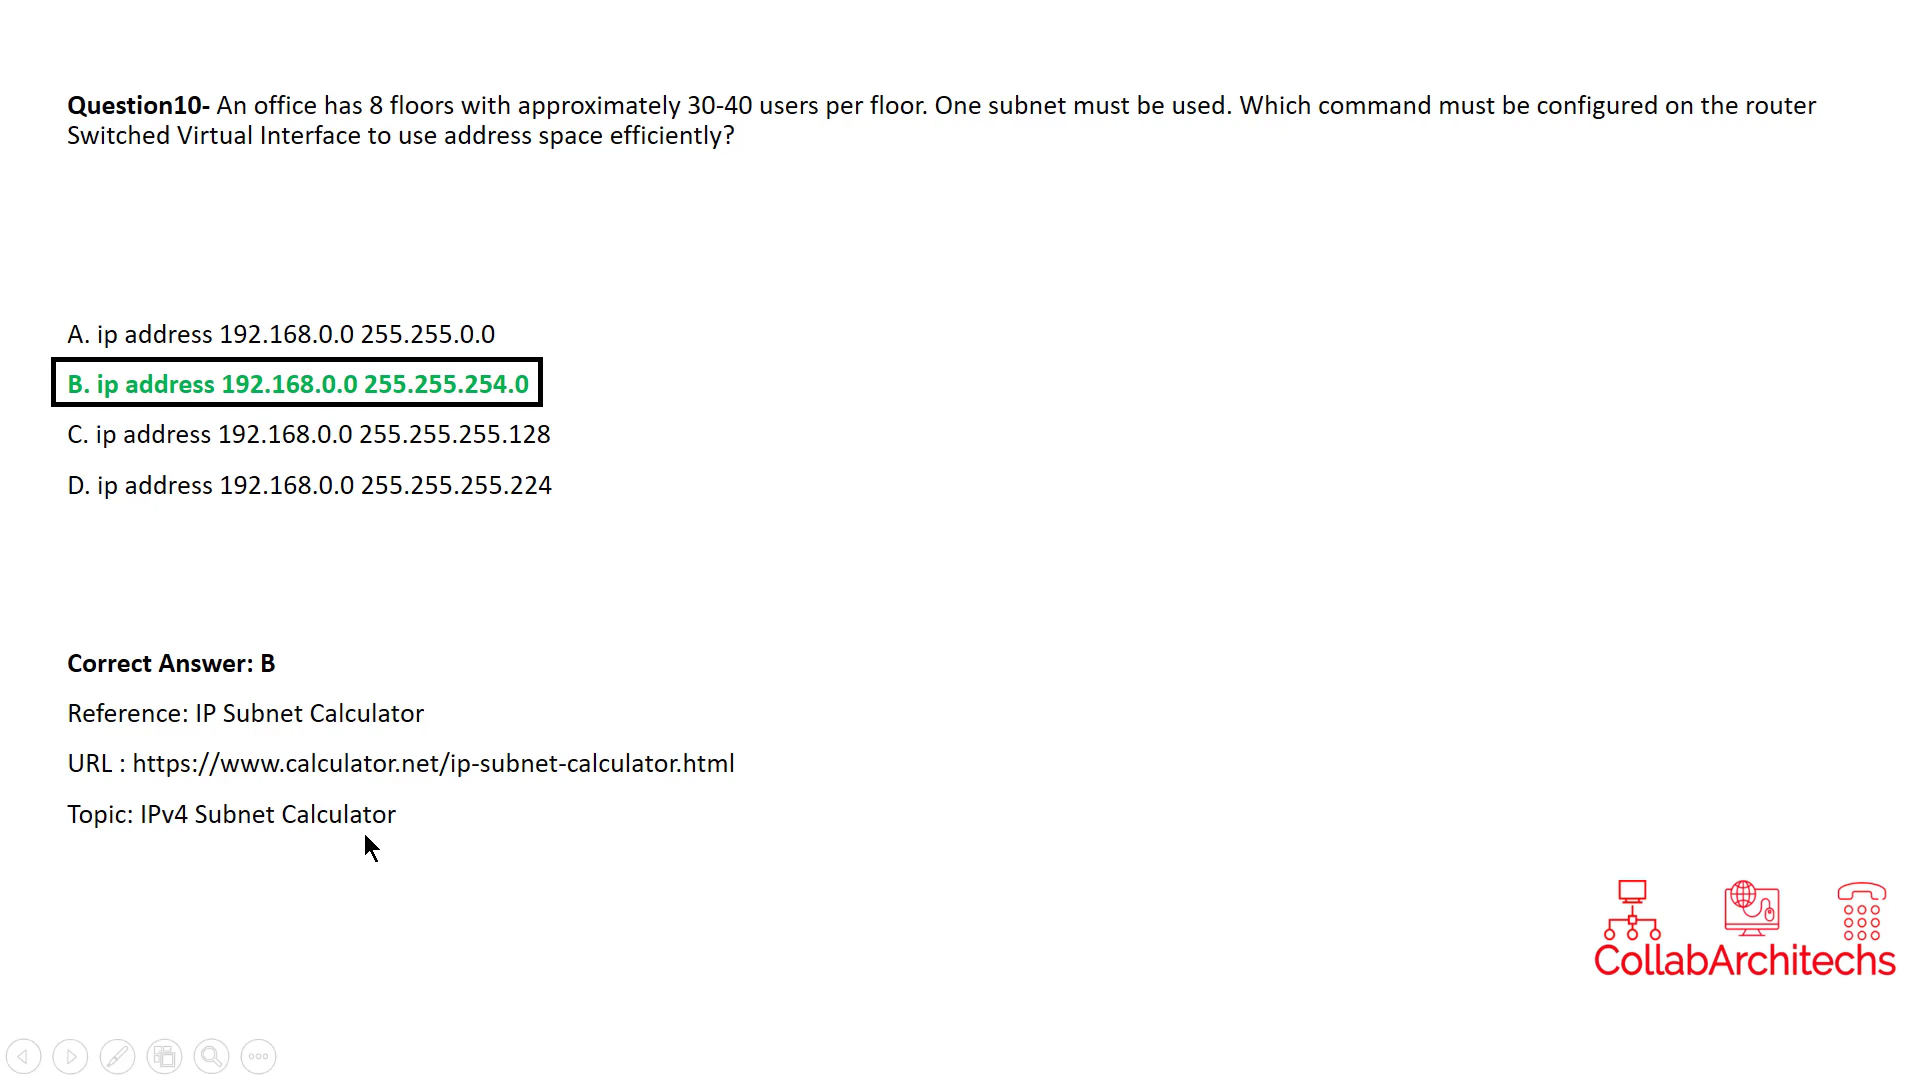 Question10- An office has 8 floors with approximately 30-40 users per floor. One subnet must be used. Which command must be configured on the router
Switched Virtual Interface to use address space efficiently?
A. ip address 192.168.0.0 255.255.0.0
B. ip address 192.168.0.0 255.255.254.0
C. ip address 192.168.0.0 255.255.255.128
D. ip address 192.168.0.0 255.255.255.224
Correct Answer: B
Reference: IP Subnet Calculator
URL : https://www.calculator.net/ip-subnet-calculator.html
Topic: IPv4 Subnet Calculator
CollabArchitechs